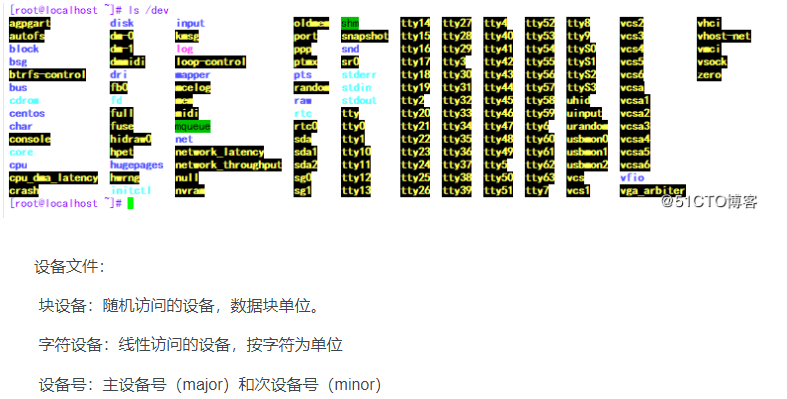 [root@localhost ~]# ls /dev
agpgart disk input oldmem shm tty14 tty27 tty4 tty52 tty8 vcs2 vhci
autofs dm-0 kmsg port snapshot tty15 tty28 tty40 tty53 tty9 vcs3 vhost-net
block dm-1 log ppp snd tty16 tty29 tty41 tty54 ttyS0 vcs4 vmci
bsg dmmidi loop-control ptmx sr0 tty17 tty3 tty42 tty55 ttyS1 vcs5 vsock
btrfs-control dri mapper pts stderr tty18 tty30 tty43 tty56 ttyS2 vcs6 zero
bus fb0 mcelog random stdin tty19 tty31 tty44 tty57 ttyS3 vcsa
cdrom fd mem raw stdout tty2 tty32 tty45 tty58 uhid vcsa1
centos full midi rtc tty tty20 tty33 tty46 tty59 uinput vcsa2
char fuse mqueue rtc0 tty0 tty21 tty34 tty47 tty6 urandom vcsa3
console hidraw0 net sda tty1 tty22 tty35 tty48 tty60 usbmon0 vcsa4
core hpet network_latency sda1 tty10 tty23 tty36 tty49 tty61 usbmon1 vcsa5
cpu hugepages network_throughput sda2 tty11 tty24 tty37 tty5 tty62 usbmon2 vcsa6
cpu_dma_latency hwrng null sg0 tty12 tty25 tty38 tty50 tty63 vcs vfio
crash initctl nvram sg1 tty13 tty26 tty39 tty51 tty7 vcs1 vga_arbiter
[root@localhost ~]#
@51CTO博客
设备文件：
块设备：随机访问的设备，数据块单位。
字符设备：线性访问的设备，按字符为单位
设备号：主设备号（major）和次设备号（minor）